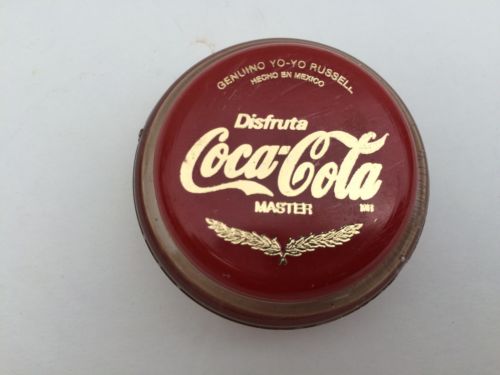 GENUINO YO-YO RUSSELL
HECHO EN MEXICO
Disfruta
Coca-Cola
MASTER